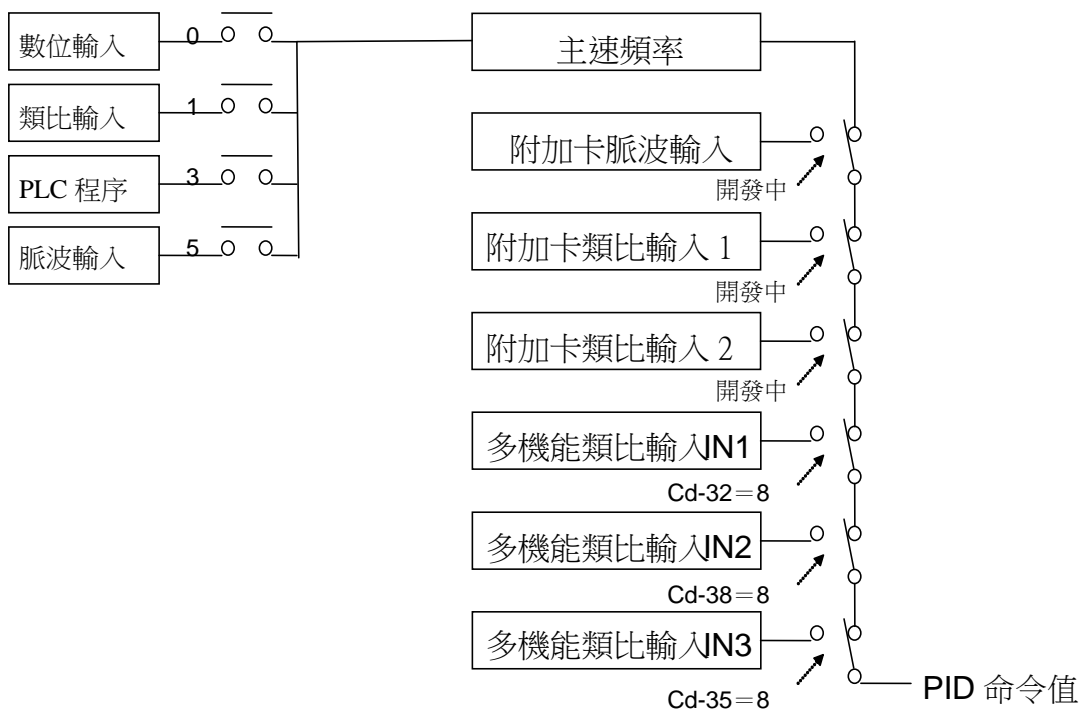 數位輸入 0
類比輸入 1
PLC 程序 3
脈波輸入 5
主速頻率
附加卡脈波輸入
開發中
附加卡類比輸入 1
開發中
附加卡類比輸入 2
開發中
多機能類比輸入IN1
Cd-32＝8
多機能類比輸入IN2
Cd-38＝8
多機能類比輸入IN3
Cd-35＝8
PID 命令值